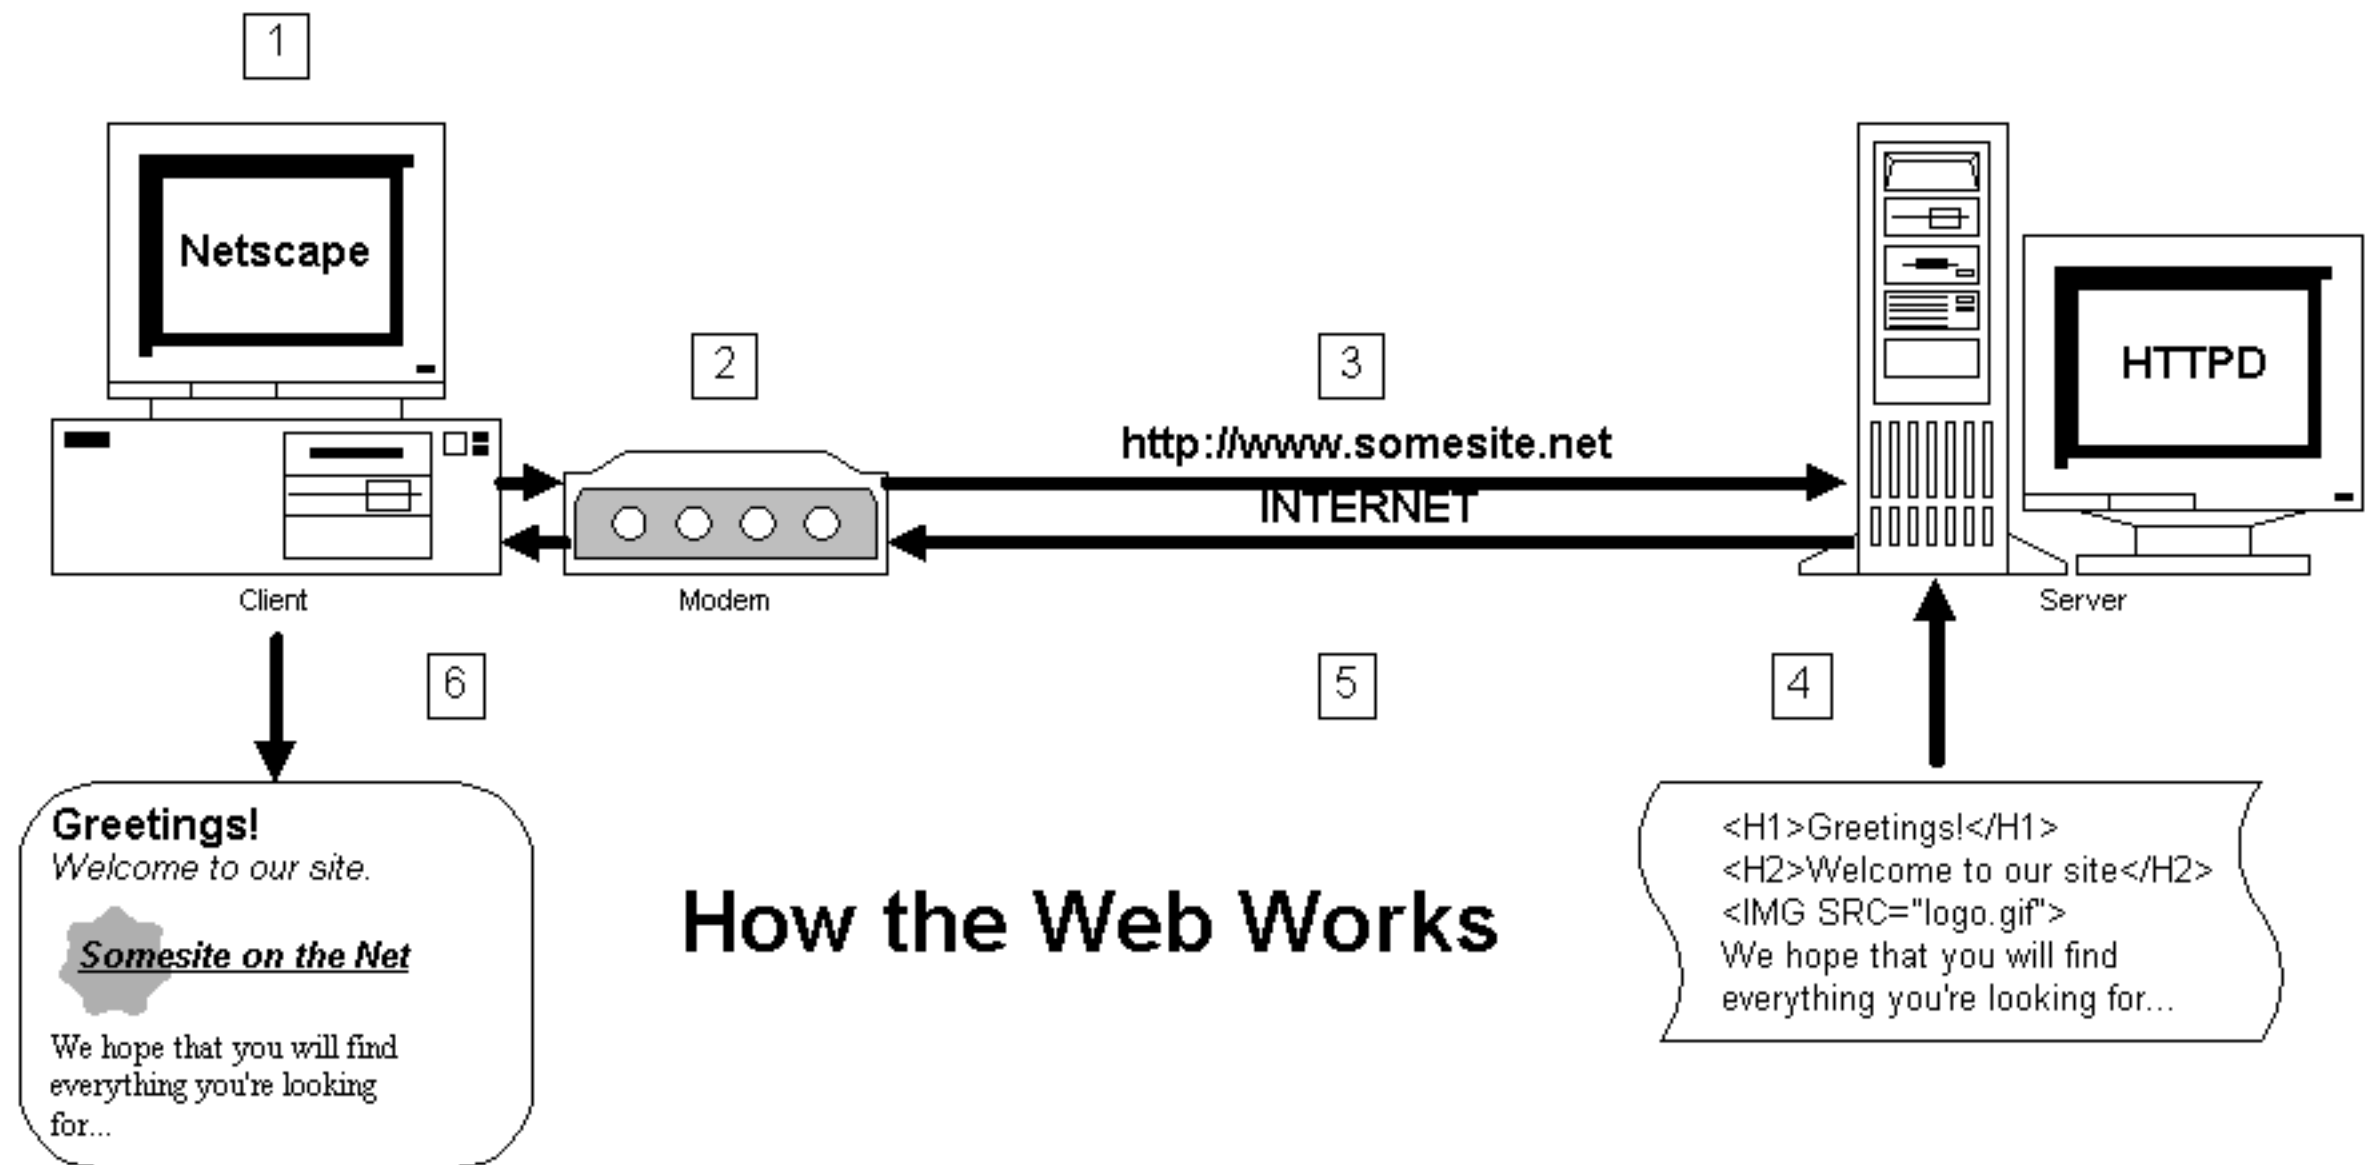 1
Netscape
HTTPD
2
3
http://www.somesite.net
INTERNET
Client
Modem
Server
6
5
4
Greetings!
Welcome to our site.
Somesite on the Net
We hope that you will find
everything you're looking
for...
How the Web Works
<H1>Greetings!</H1>
<H2>Welcome to our site</H2>
<IMG SRC="logo.gif">
We hope that you will find
everything you're looking for...